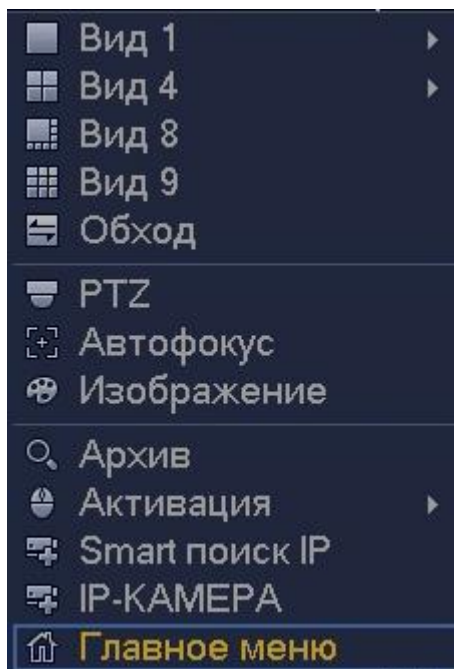 Вид 1
Вид 4
Вид 8
Вид 9
Обход
PTZ
Автофокус
Изображение
Архив
Активация
Smart поиск IP
IP-КАМЕРА
Главное меню